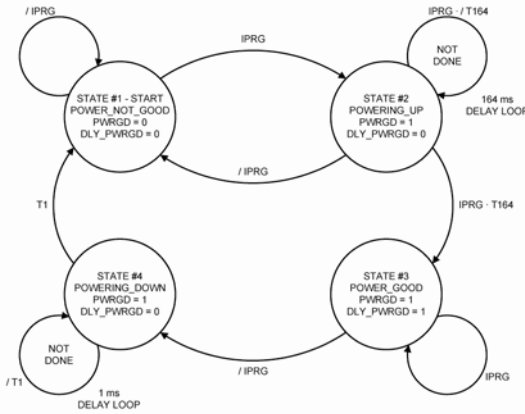 / IPRG
IPRG
IPRG · / T164
NOT
DONE
164 ms
DELAY LOOP
STATE #1 - START
POWER_NOT_GOOD
PWRGD = 0
DLY_PWRGD = 0
STATE #2
POWERING_UP
PWRGD = 1
DLY_PWRGD = 0
/ IPRG
T1
IPRG · T164
STATE #4
POWERING_DOWN
PWRGD = 1
DLY_PWRGD = 0
STATE #3
POWER_GOOD
PWRGD = 1
DLY_PWRGD = 1
NOT
DONE
/ T1
1 ms
DELAY LOOP
/ IPRG
IPRG